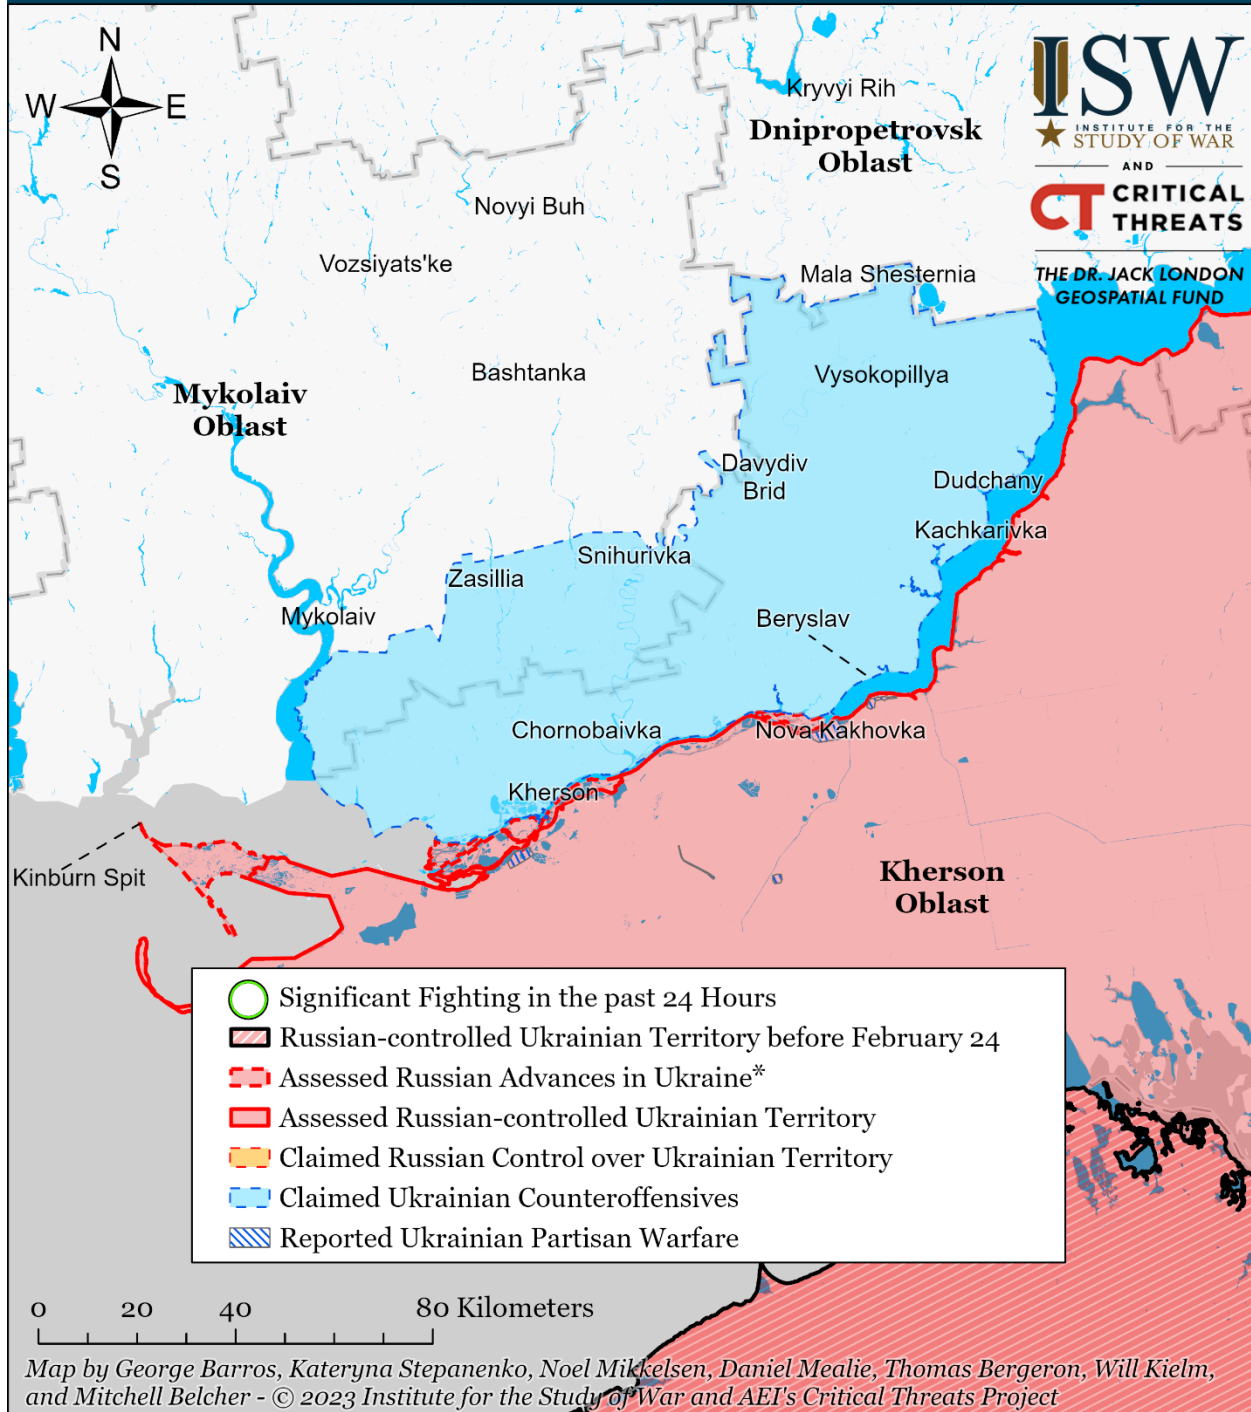 N
W E
S
Kryvyi Rih
Dnipropetrovsk
Oblast
ISW
INSTITUTE FOR THE
STUDY OF WAR
AND
CT CRITICAL
THREATS
THE DR. JACK LONDON
GEOSPATIAL FUND
Novyi Buh
Vozsiyats'ke
Mala Shesternia
Bashtanka
Vysokopillya
Mykolaiv
Oblast
Davydiv
Brid
Dudchany
Kachkarivka
Snihurivka
Zasillia
Mykolaiv
Beryslav
Chornobaivka
Nova Kakhovka
Kherson
Kinburn Spit
Kherson
Oblast
Significant Fighting in the past 24 Hours
Russian-controlled Ukrainian Territory before February 24
Assessed Russian Advances in Ukraine*
Assessed Russian-controlled Ukrainian Territory
Claimed Russian Control over Ukrainian Territory
Claimed Ukrainian Counteroffensives
Reported Ukrainian Partisan Warfare
0 20 40 80 Kilometers
Map by George Barros, Kateryna Stepanenko, Noel Mikkelsen, Daniel Mealie, Thomas Bergeron, Will Kielm,
and Mitchell Belcher - © 2023 Institute for the Study of War and AEI's Critical Threats Project